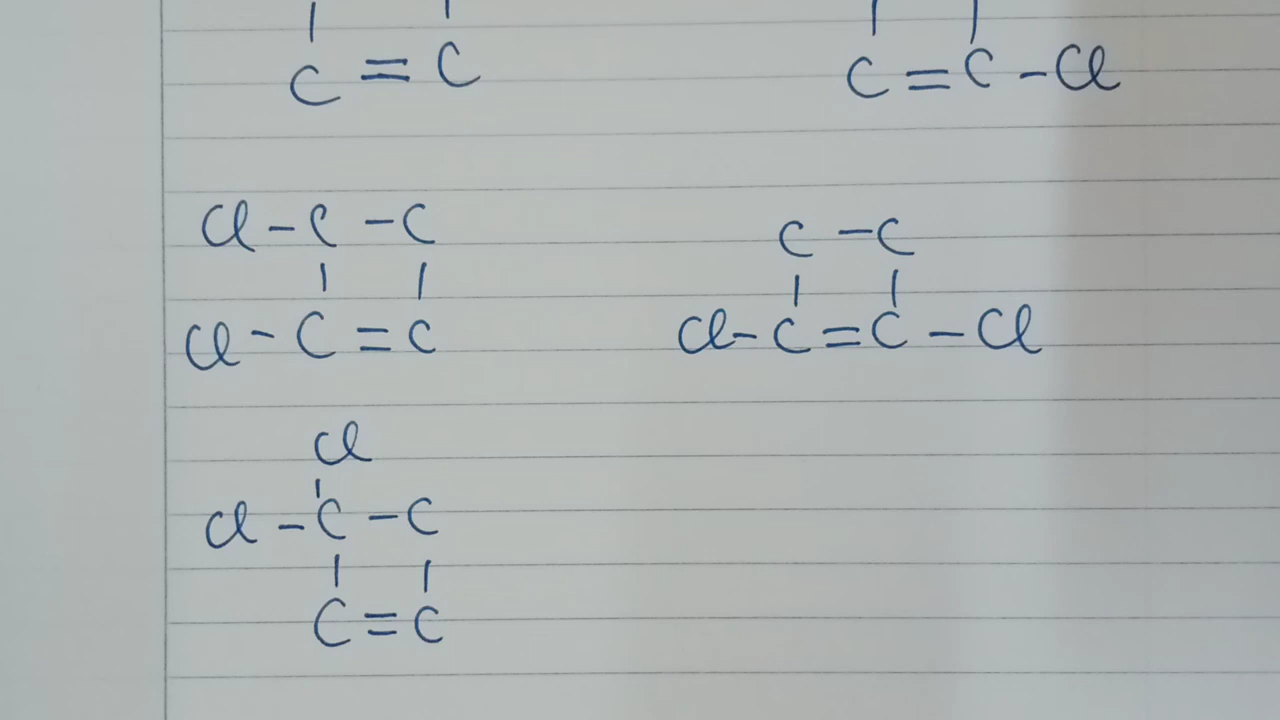 C = C C = C - Cl
Cl - C - C C - C
Cl - C = C Cl - C = C - Cl
Cl
Cl - C - C
C = C